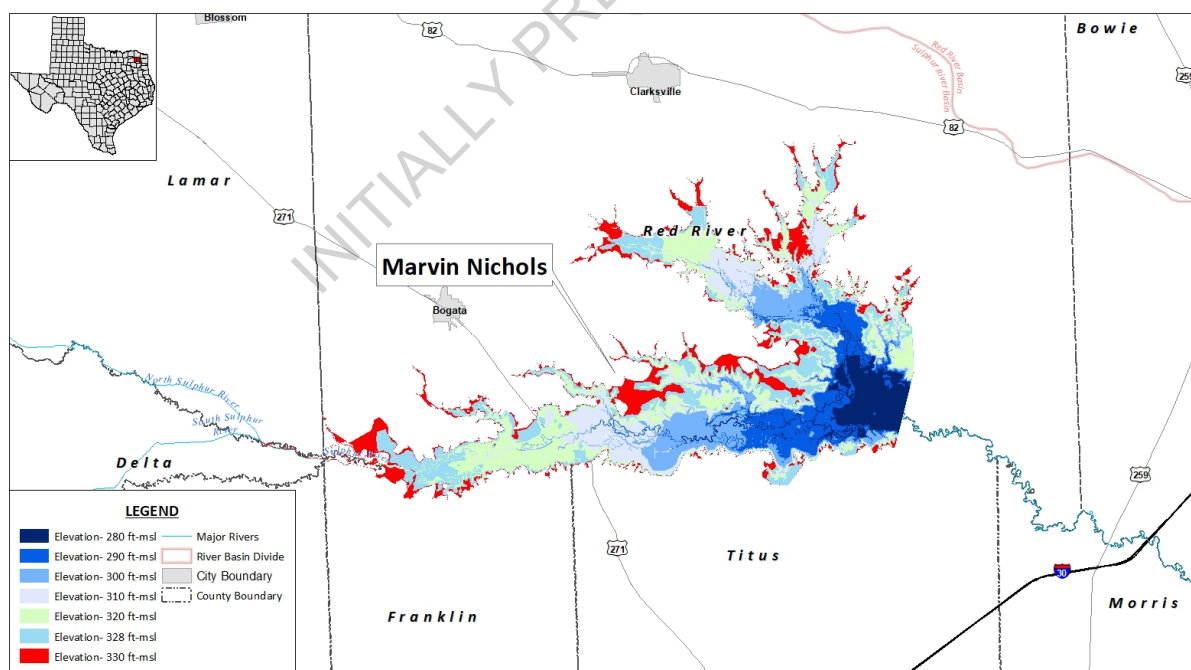 Blossom
82
Bowie
Red River Basin
Sulphur River Basin
259
INITIALLY PRE
Clarksville
82
Lamar
271
Red River
Marvin Nichols
Bogata
North Sulphur River
South Sulphur
River
Delta
259
LEGEND
Elevation- 280 ft-msl
Elevation- 290 ft-msl
Elevation- 300 ft-msl
Elevation- 310 ft-msl
Elevation- 320 ft-msl
Elevation- 328 ft-msl
Elevation- 330 ft-msl
Major Rivers
River Basin Divide
City Boundary
County Boundary
271
Titus
30
Franklin
Morris